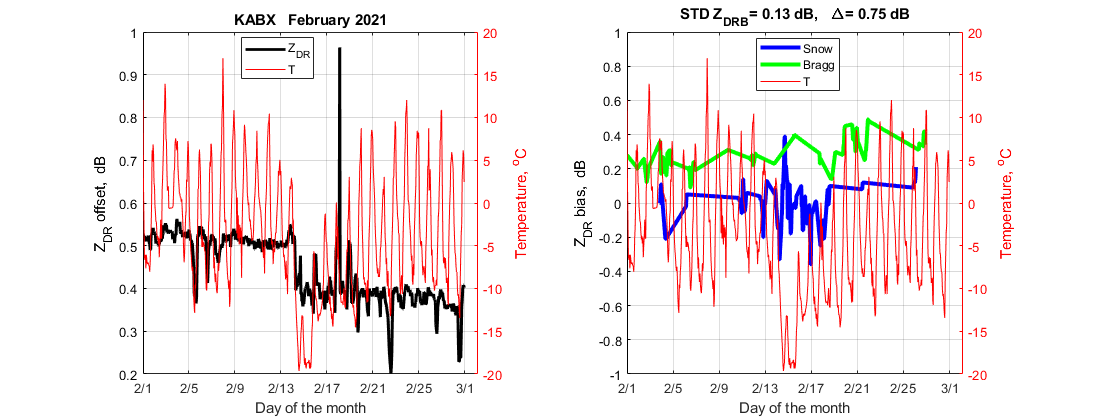 KABX February 2021
Z_DR
T
1
0.9
0.8
0.7
0.6
0.5
0.4
0.3
0.2
Z_DR offset, dB
20
15
10
5
0
-5
-10
-15
-20
Temperature, °C
2/1 2/5 2/9 2/13 2/17 2/21 2/25 3/1
Day of the month
STD Z_DRB = 0.13 dB, Δ = 0.75 dB
Snow
Bragg
T
1
0.8
0.6
0.4
0.2
0
-0.2
-0.4
-0.6
-0.8
-1
Z_DR bias, dB
20
15
10
5
0
-5
-10
-15
-20
Temperature, °C
2/1 2/5 2/9 2/13 2/17 2/21 2/25 3/1
Day of the month